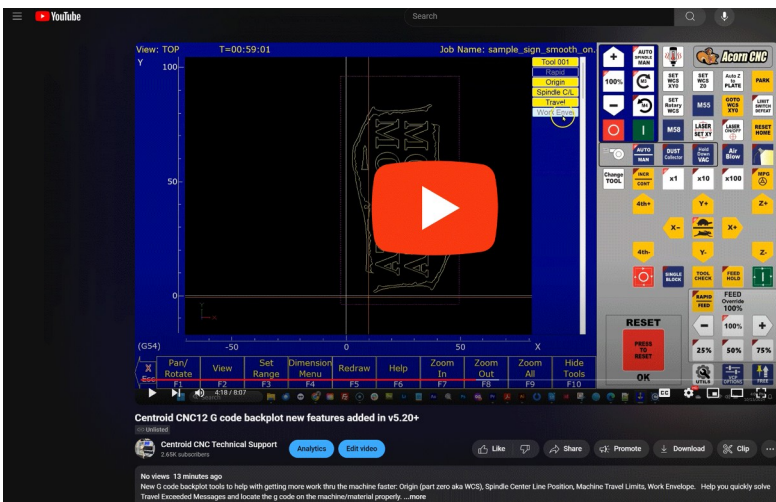 YouTube
Search
View: TOP T=00:59:01 Job Name: sample_sign_smooth_on.
Y
100
50
0
Tool 001
Rapid
Origin
Spindle C/L
Travel
Work Envel
Y
X
(G54) -50 0 50 X
X
Esc
Pan/
Rotate
F1
View
F2
Set
Range
F3
Dimension
Menu
F4
Redraw
F5
Help
F6
Zoom
In
F7
Zoom
Out
F8
Zoom
All
F9
Hide
Tools
F10
+
AUTO
SPINDLE
MAN
Acorn CNC
100%
M3
SET
WCS
XY0
SET
WCS
Z0
Auto Z
to
PLATE
PARK
-
M4
SET
Rotary
WCS
M55
GOTO
WCS
XY0
LIMIT
SWITCH
DEFEAT
M58
LASER
SET XY
LASER
ON/OFF
RESET
HOME
AUTO
MAN
DUST
Collector
Hold
Down
VAC
Air
Blow
Change
TOOL
INCR
CONT
x1
x10
x100
MPG
4th+
Y+
Z+
X-
X+
4th-
Y-
Z-
SINGLE
BLOCK
TOOL
CHECK
FEED
HOLD
RAPID
FEED
FEED
Override
100%
RESET
PRESS
TO
RESET
OK
-
100%
+
25%
50%
75%
UTILS
VCP
OPTIONS
FREE
4:18 / 8:07
CC
Centroid CNC12 G code backplot new features added in v5.20+
Unlisted
Centroid CNC Technical Support
2.65K subscribers
Analytics
Edit video
Like
Share
Promote
Download
Clip
No views 13 minutes ago
New G code backplot tools to help with getting more work thru the machine faster: Origin (part zero aka WCS), Spindle Center Line Position, Machine Travel Limits, Work Envelope. Help you quickly solve
Travel Exceeded Messages and locate the g code on the machine/material properly. ...more